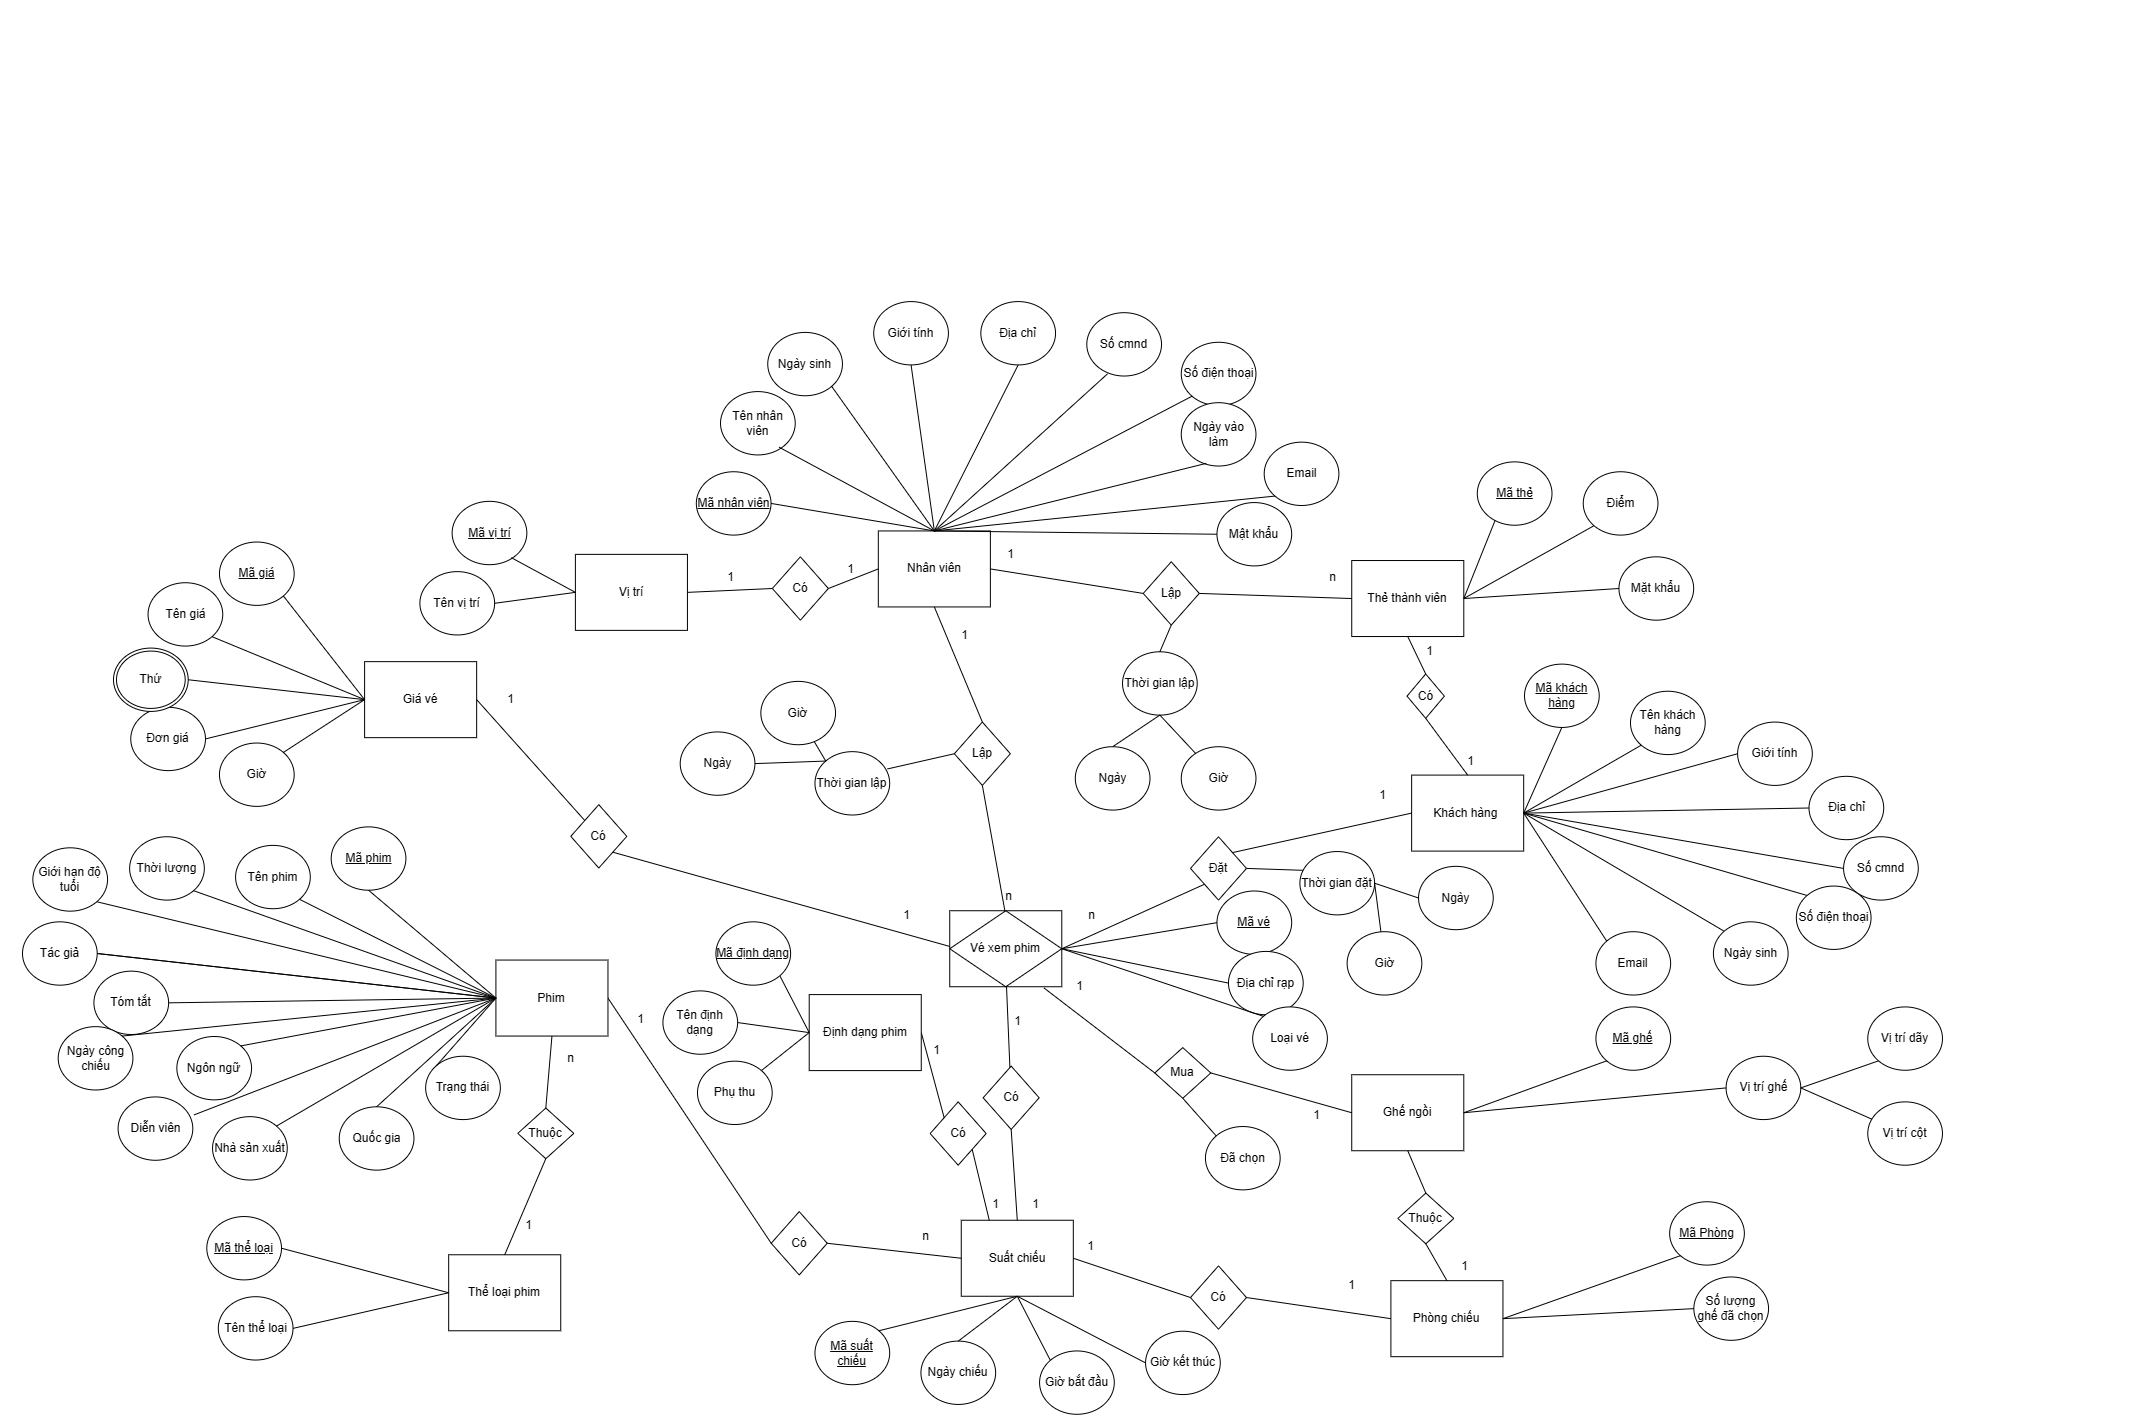 Giới tính
Địa chỉ
Số cmnd
Ngày sinh
Số điện thoại
Tên nhân
viên
Ngày vào
làm
Email
Mã nhân viên
Mật khẩu
Mã thẻ
Điểm
Mặt khẩu
Mã vị trí
Tên vị trí
Vị trí
1
Có
1
Nhân viên
1
Lập
n
Thẻ thành viên
Mã giá
Tên giá
Thứ
Đơn giá
Giờ
Giá vé
1
1
1
Có
1
Thời gian lập
Ngày
Giờ
Giờ
Ngày
Thời gian lập
Lập
Mã khách
hàng
Tên khách
hàng
Giới tính
Địa chỉ
Số cmnd
Số điện thoại
Ngày sinh
Email
Khách hàng
1
Đặt
Thời gian đặt
Ngày
Giờ
n
Có
1
n
Vé xem phim
Mã vé
Địa chỉ rạp
Loại vé
1
Mã phim
Tên phim
Thời lượng
Giới hạn độ
tuổi
Tác giả
Tóm tắt
Ngày công
chiếu
Ngôn ngữ
Diễn viên
Nhà sản xuất
Quốc gia
Trạng thái
Phim
1
n
Thuộc
1
Mã định dạng
Tên định
dạng
Phụ thu
Định dạng phim
1
Có
1
1
Có
1
Mua
1
Đã chọn
Ghế ngồi
Mã ghế
Vị trí ghế
Vị trí dãy
Vị trí cột
Thuộc
1
Mã thể loại
Tên thể loại
Thể loại phim
Có
n
Suất chiếu
1
Có
1
Phòng chiếu
Mã Phòng
Số lượng
ghế đã chọn
Mã suất
chiếu
Ngày chiếu
Giờ bắt đầu
Giờ kết thúc